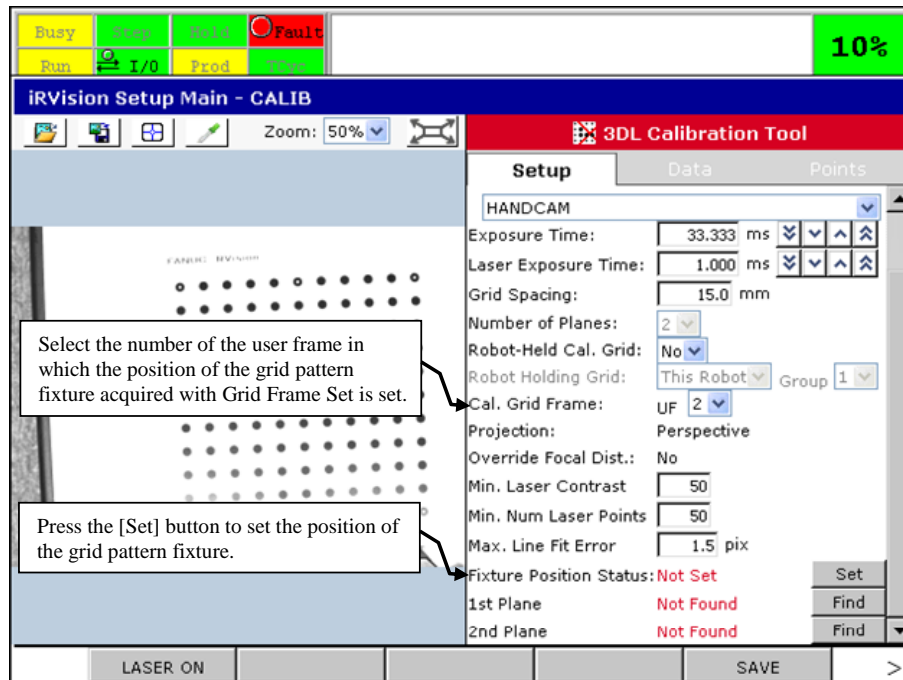 Busy Step Hold Fault
Run I/O Prod TCyc
10%
iRVision Setup Main - CALIB
Zoom: 50%
3DL Calibration Tool
Setup Data Points
HANDCAM
Exposure Time: 33.333 ms
Laser Exposure Time: 1.000 ms
Grid Spacing: 15.0 mm
Number of Planes: 2
Robot-Held Cal. Grid: No
Robot Holding Grid: This Robot Group 1
Cal. Grid Frame: UF 2
Projection: Perspective
Override Focal Dist.: No
Min. Laser Contrast 50
Min. Num Laser Points 50
Max. Line Fit Error 1.5 pix
Fixture Position Status: Not Set Set
1st Plane Not Found Find
2nd Plane Not Found Find
FANUC iRVision
Select the number of the user frame in
which the position of the grid pattern
fixture acquired with Grid Frame Set is set.
Press the [Set] button to set the position of
the grid pattern fixture.
LASER ON SAVE >